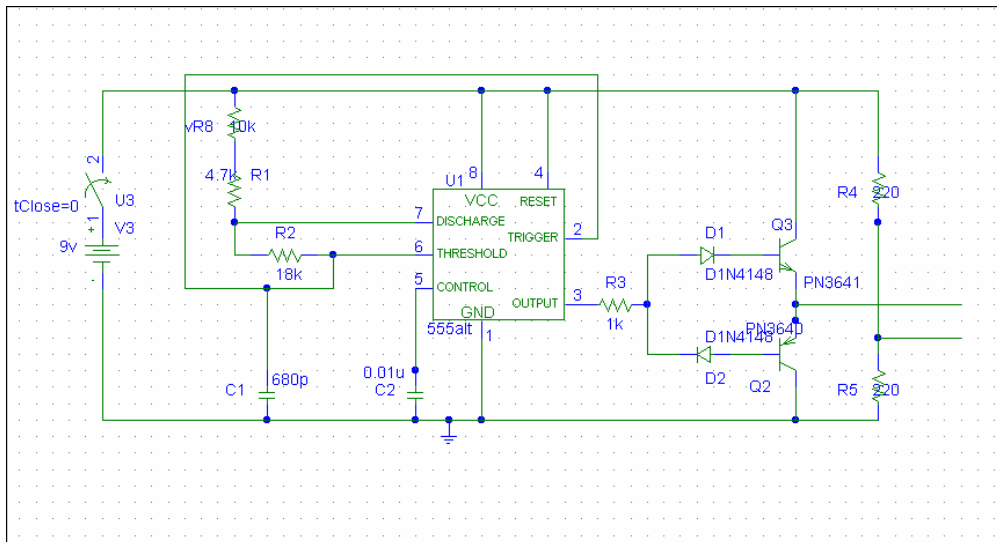 vR8 10k
4.7k R1
2
U3
tClose=0
1
+ V3
9v
-
R2
18k
U1 8 4
VCC RESET
7 DISCHARGE
TRIGGER 2
6 THRESHOLD
5 CONTROL
OUTPUT 3
GND
555alt 1
R3
1k
D1
D1N4148
Q3
PN3641
D1N4148 PN3640
D2
Q2
R4 220
R5 220
C1 680p
0.01u
C2